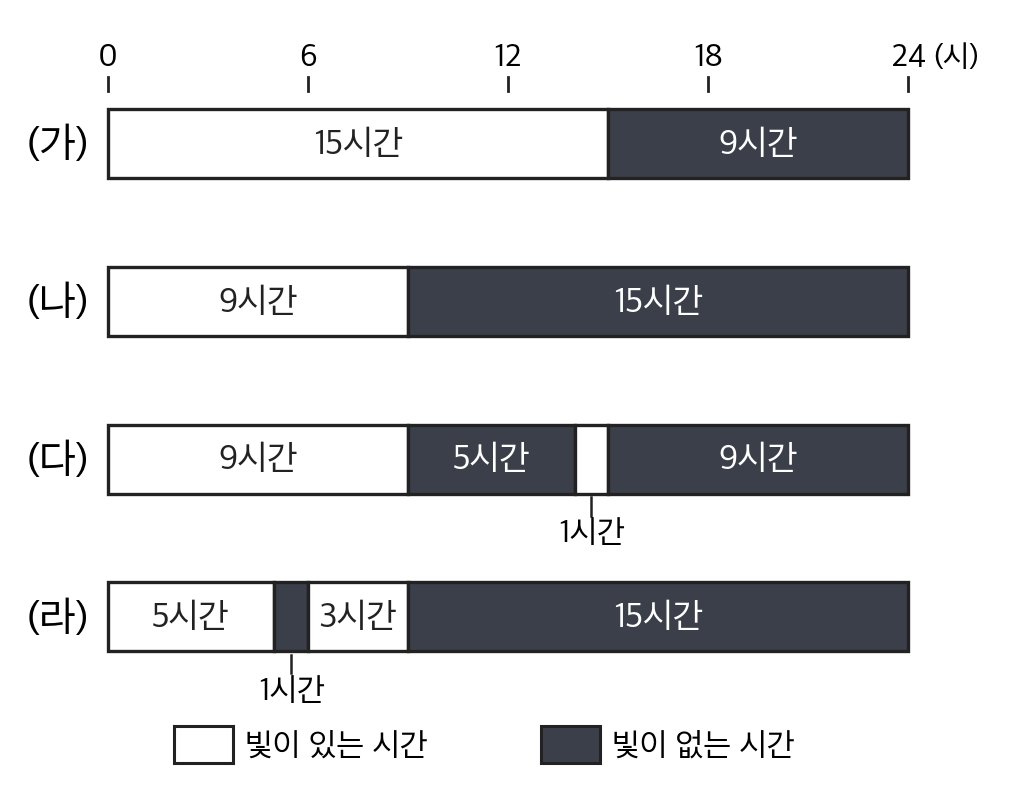 0 6 12 18 24 (시)
(가) 15시간 9시간
(나) 9시간 15시간
(다) 9시간 5시간 9시간
1시간
(라) 5시간 3시간 15시간
1시간
빛이 있는 시간 빛이 없는 시간